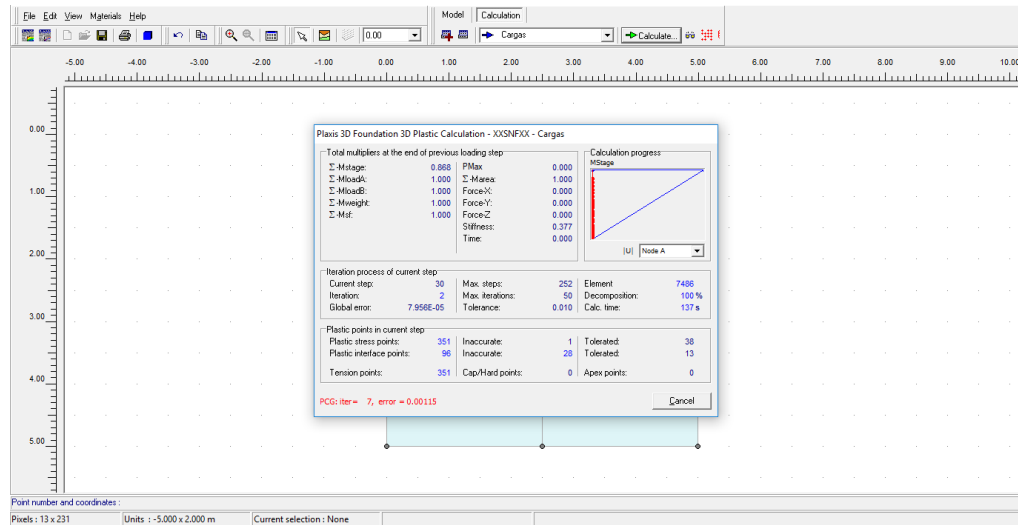 File Edit View Materials Help
Model Calculation
0.00 Cargas Calculate...
-5.00 -4.00 -3.00 -2.00 -1.00 0.00 1.00 2.00 3.00 4.00 5.00 6.00 7.00 8.00 9.00 10.00
0.00
1.00
2.00
3.00
4.00
5.00
Plaxis 3D Foundation 3D Plastic Calculation - XXSNFXX - Cargas
Total multipliers at the end of previous loading step
Σ-Mstage: 0.868 PMax 0.000
Σ-MloadA: 1.000 Σ-Marea: 1.000
Σ-MloadB: 1.000 Force-X: 0.000
Σ-Mweight: 1.000 Force-Y: 0.000
Σ-Msf: 1.000 Force-Z 0.000
Stiffness: 0.377
Time: 0.000
Calculation progress
MStage
|U| Node A
Iteration process of current step
Current step: 30 Max. steps: 252 Element 7486
Iteration: 2 Max. iterations: 50 Decomposition: 100 %
Global error: 7.956E-05 Tolerance: 0.010 Calc. time: 137 s
Plastic points in current step
Plastic stress points: 351 Inaccurate: 1 Tolerated: 38
Plastic interface points: 96 Inaccurate: 28 Tolerated: 13
Tension points: 351 Cap/Hard points: 0 Apex points: 0
PCG: iter= 7, error = 0.00115
Cancel
Point number and coordinates :
Pixels : 13 x 231 Units : -5.000 x 2.000 m Current selection : None